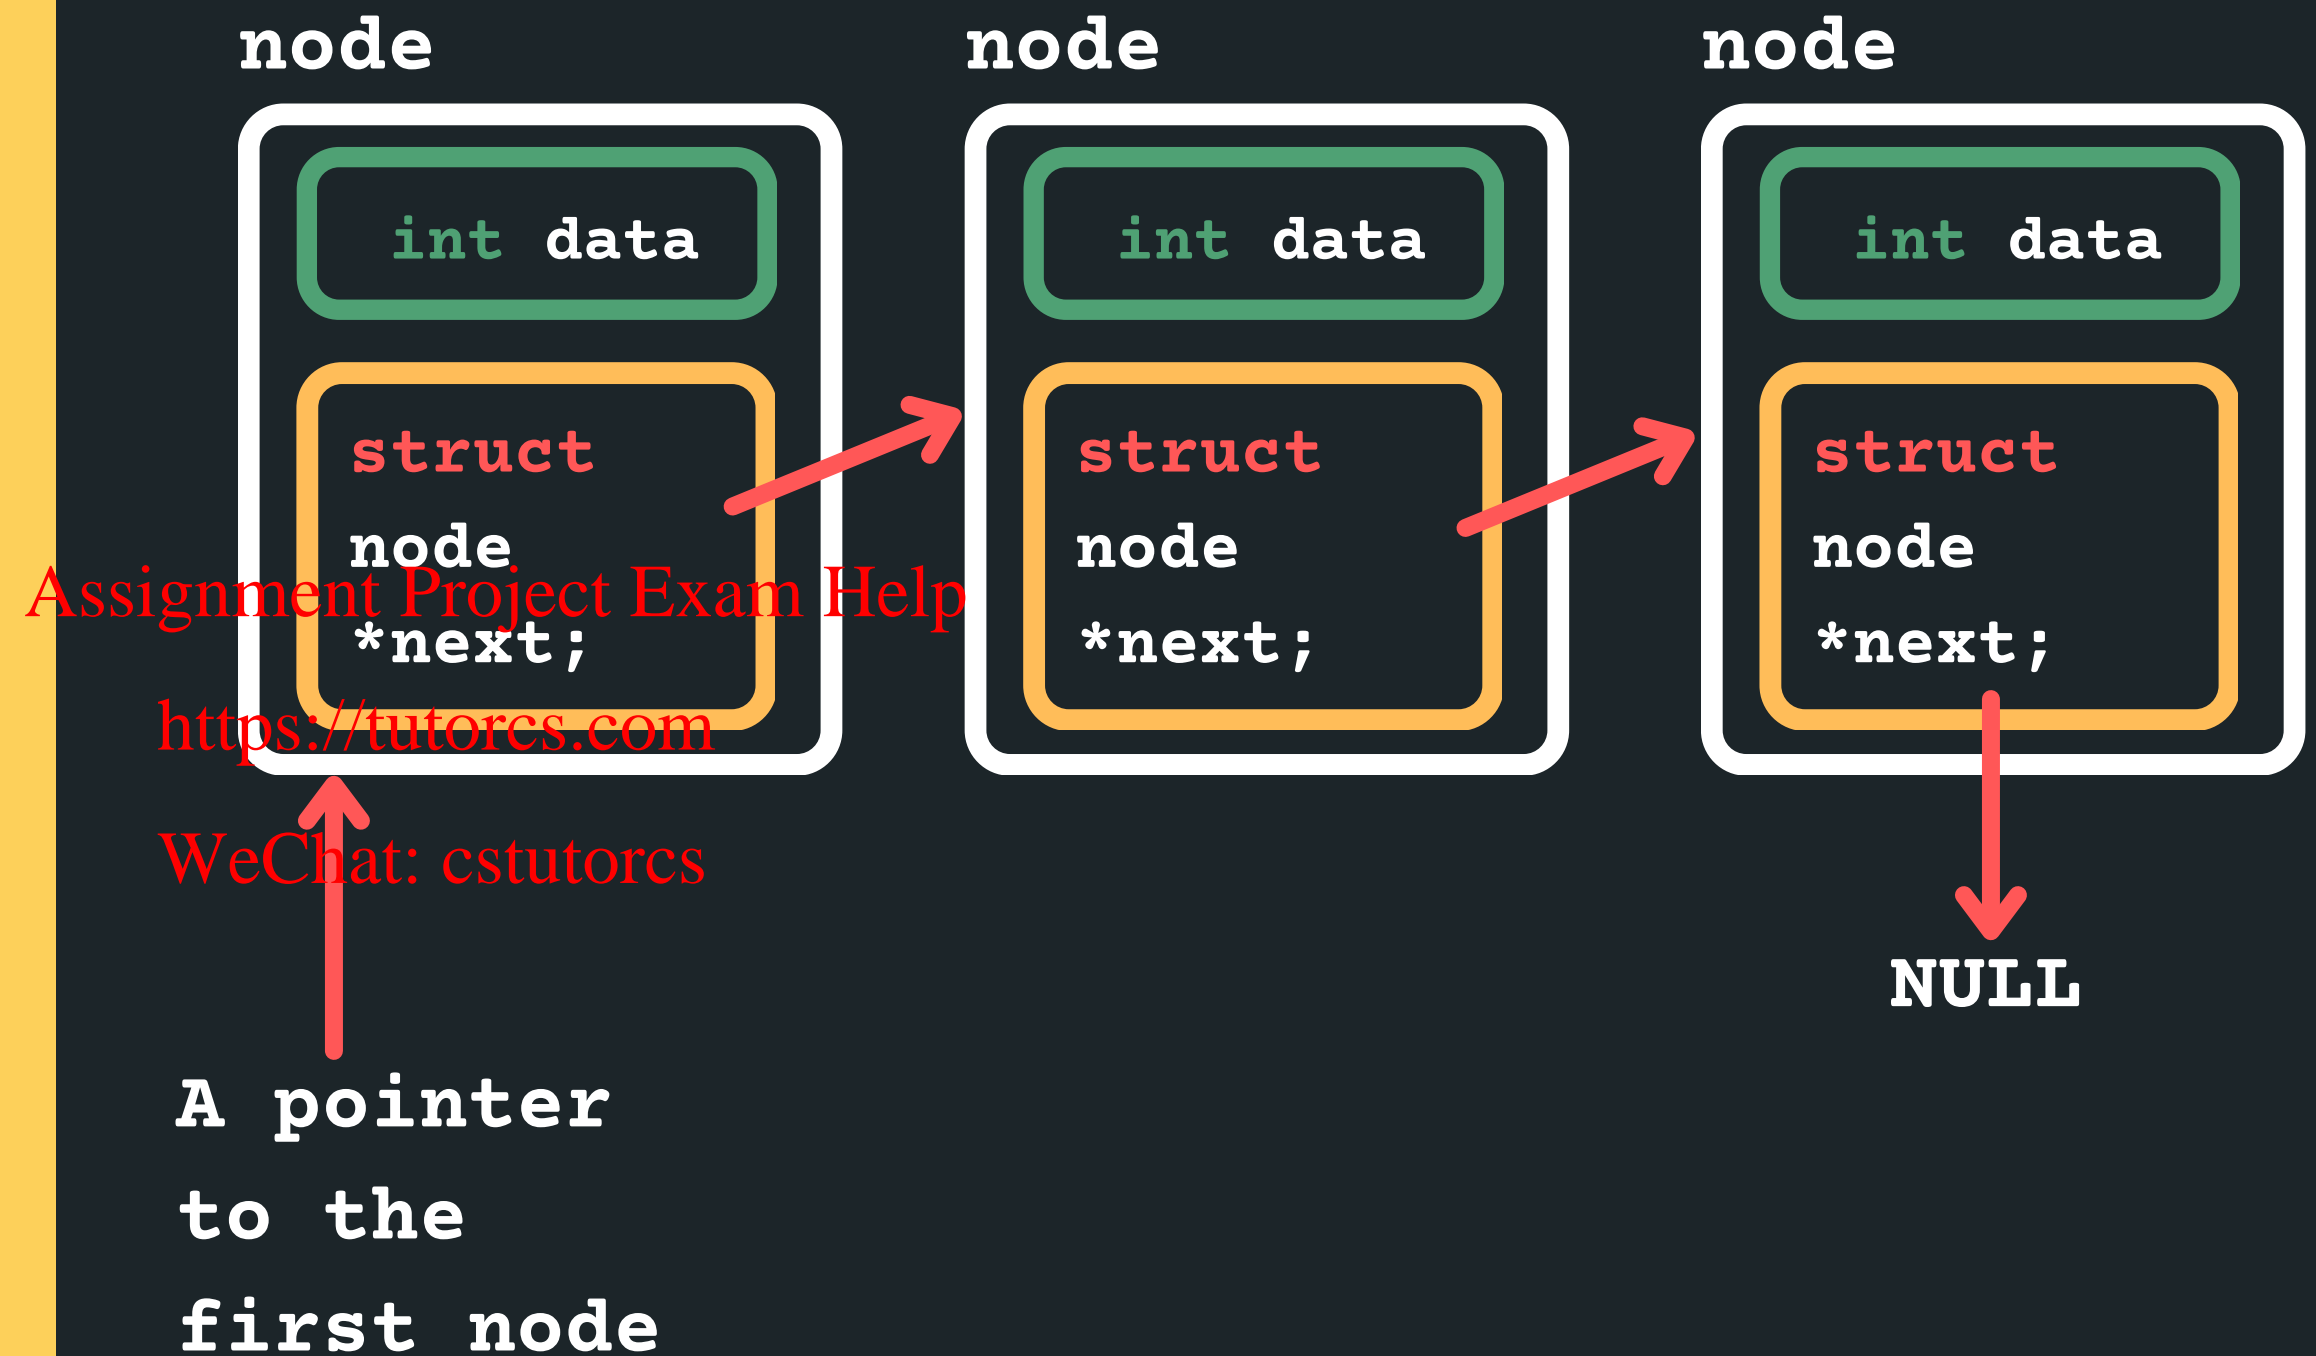 node
int data
struct
node
*next;
node
int data
struct
node
*next;
node
int data
struct
node
*next;
NULL
Assignment Project Exam Help
https://tutorcs.com
WeChat: cstutorcs
A pointer
to the
first node